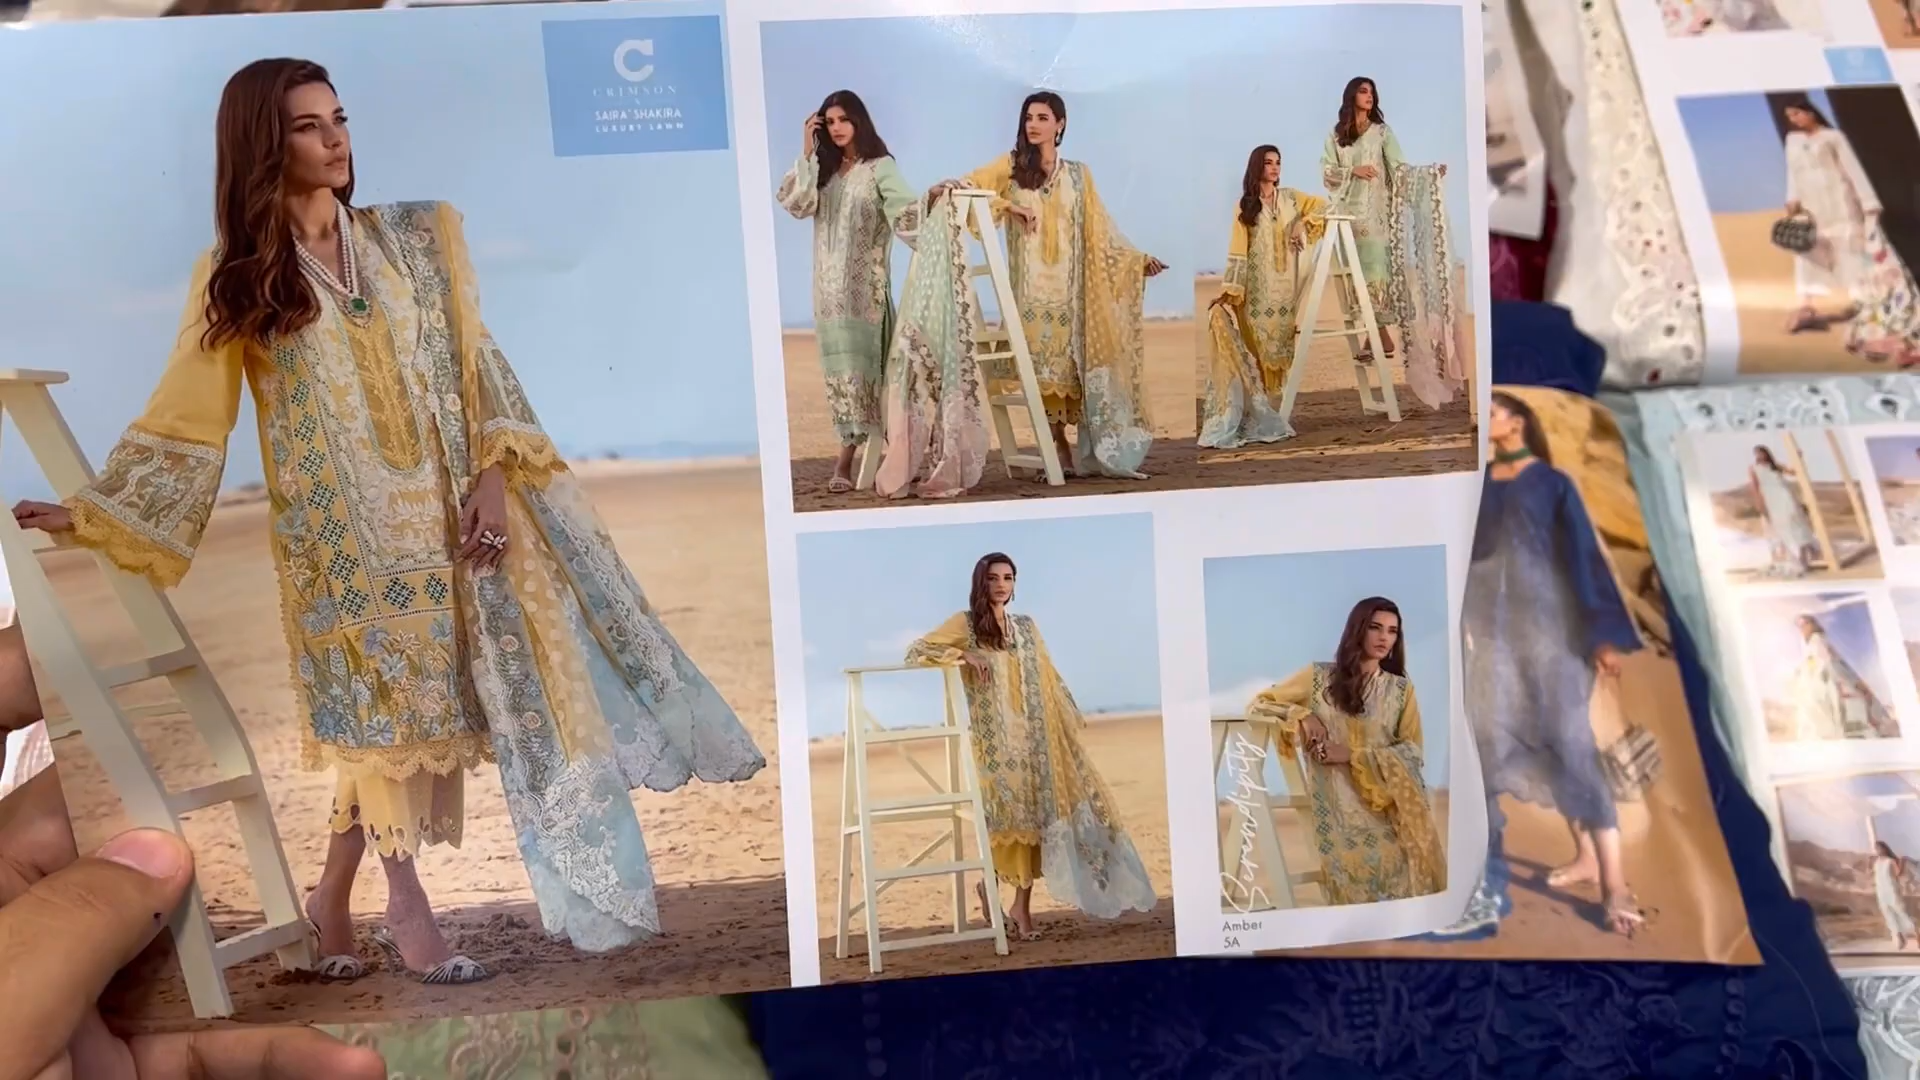 C
CRIMSON
X
SAIRA SHAKIRA
LUXURY LAWN
Serendipity
Amber
5A